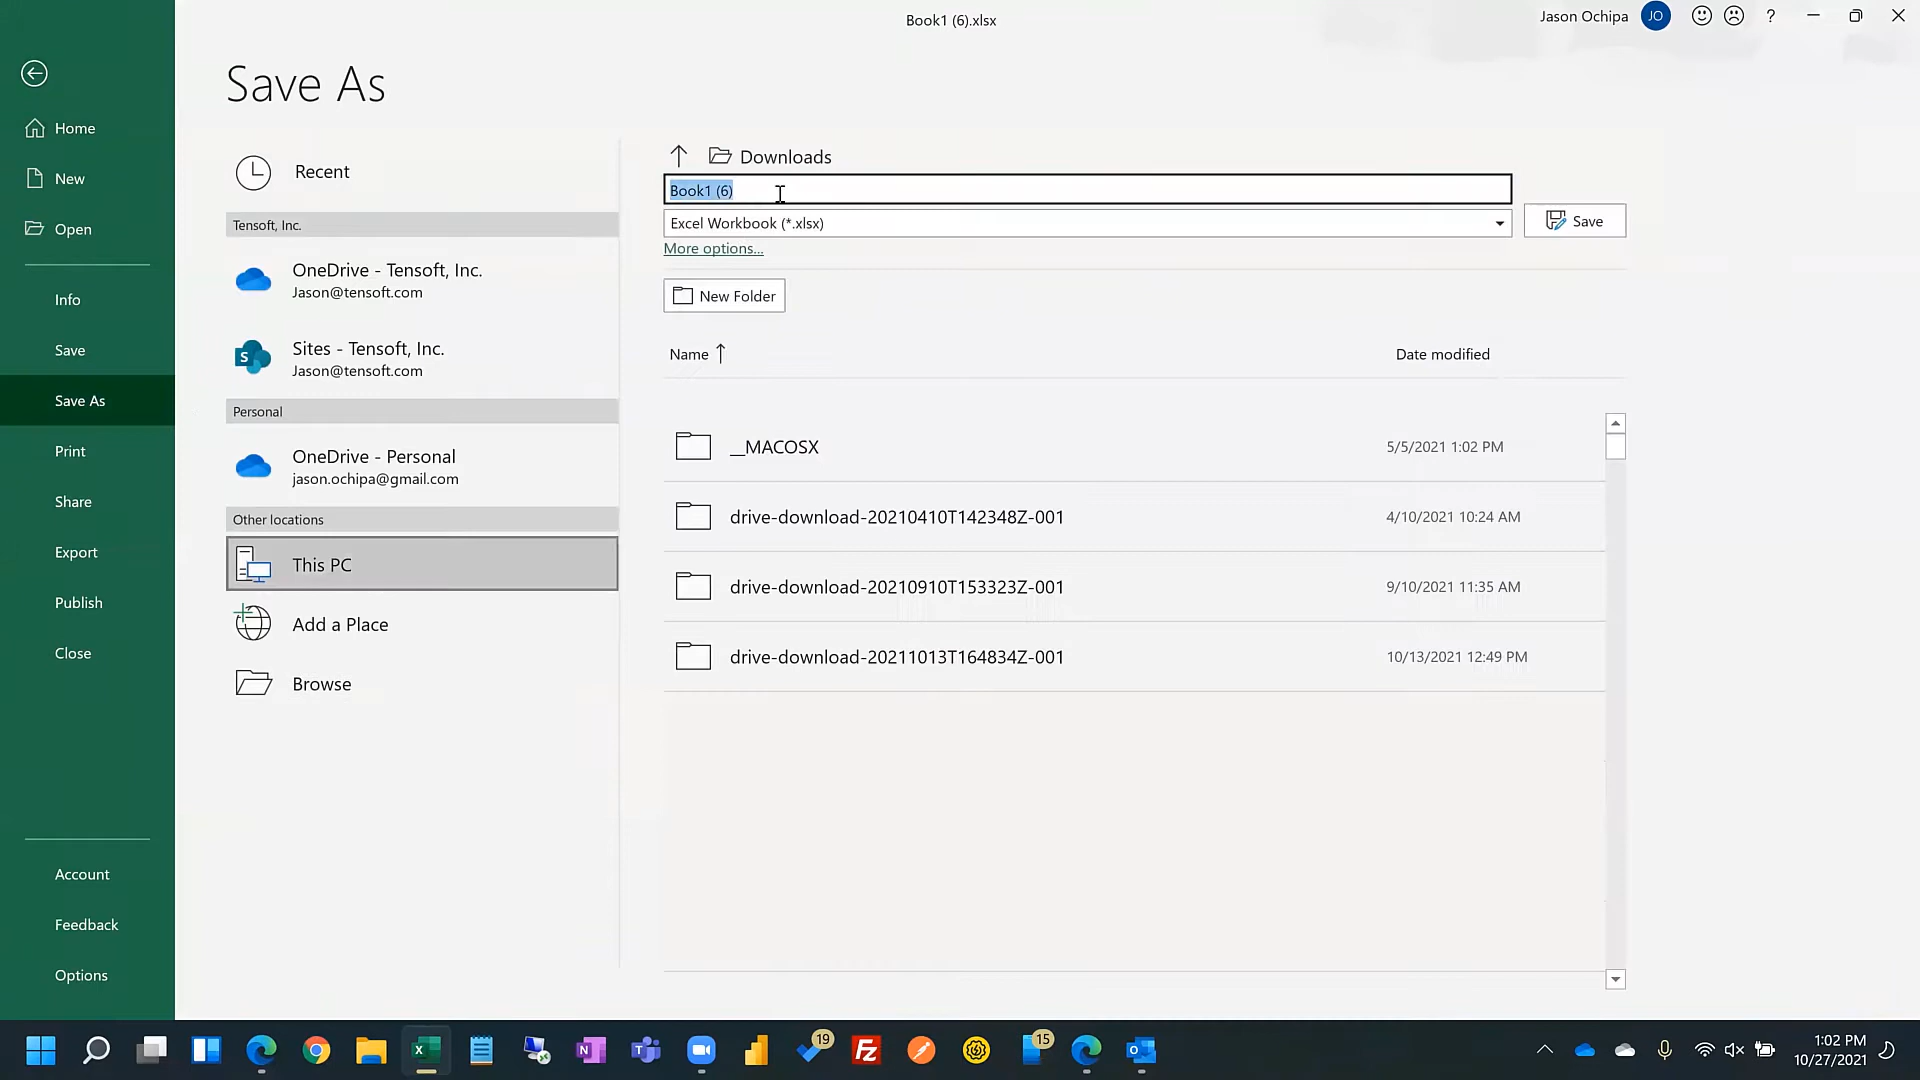 Book1 (6).xlsx
Jason Ochipa
JO
?
Save As
Home
New
Open
Info
Save
Save As
Print
Share
Export
Publish
Close
Account
Feedback
Options
Recent
Tensoft, Inc.
OneDrive - Tensoft, Inc.
Jason@tensoft.com
S
Sites - Tensoft, Inc.
Jason@tensoft.com
Personal
OneDrive - Personal
jason.ochipa@gmail.com
Other locations
This PC
Add a Place
Browse
Downloads
Book1 (6)
Excel Workbook (*.xlsx)
Save
More options...
New Folder
Name
Date modified
__MACOSX
5/5/2021 1:02 PM
drive-download-20210410T142348Z-001
4/10/2021 10:24 AM
drive-download-20210910T153323Z-001
9/10/2021 11:35 AM
drive-download-20211013T164834Z-001
10/13/2021 12:49 PM
19
15
1:02 PM
10/27/2021